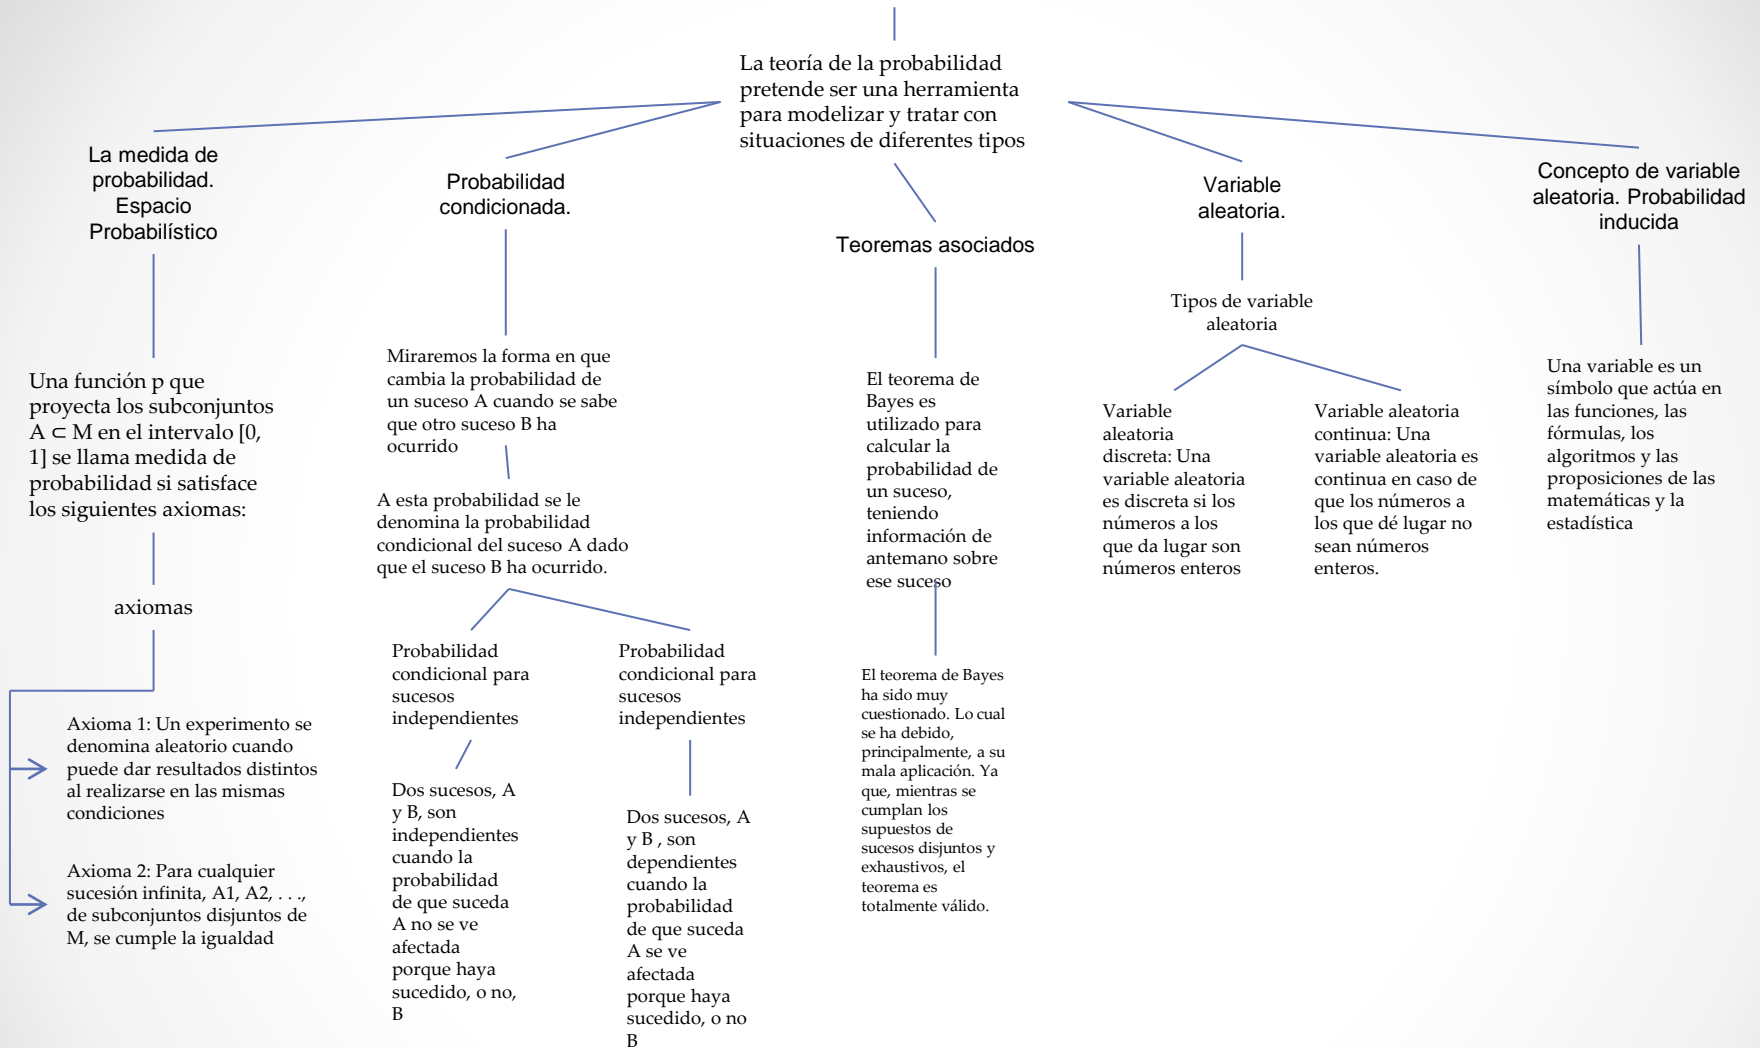 La teoría de la probabilidad
pretende ser una herramienta
para modelizar y tratar con
situaciones de diferentes tipos
La medida de
probabilidad.
Espacio
Probabilístico
Una función p que
proyecta los subconjuntos
A ⊂ M en el intervalo [0,
1] se llama medida de
probabilidad si satisface
los siguientes axiomas:
axiomas
Axioma 1: Un experimento se
denomina aleatorio cuando
puede dar resultados distintos
al realizarse en las mismas
condiciones
Axioma 2: Para cualquier
sucesión infinita, A1, A2, . . .,
de subconjuntos disjuntos de
M, se cumple la igualdad
Probabilidad
condicionada.
Miraremos la forma en que
cambia la probabilidad de
un suceso A cuando se sabe
que otro suceso B ha
ocurrido
A esta probabilidad se le
denomina la probabilidad
condicional del suceso A dado
que el suceso B ha ocurrido.
Probabilidad
condicional para
sucesos
independientes
Dos sucesos, A
y B, son
independientes
cuando la
probabilidad
de que suceda
A no se ve
afectada
porque haya
sucedido, o no,
B
Probabilidad
condicional para
sucesos
independientes
Dos sucesos, A
y B , son
dependientes
cuando la
probabilidad
de que suceda
A se ve
afectada
porque haya
sucedido, o no
B
Teoremas asociados
El teorema de
Bayes es
utilizado para
calcular la
probabilidad de
un suceso,
teniendo
información de
antemano sobre
ese suceso
El teorema de Bayes
ha sido muy
cuestionado. Lo cual
se ha debido,
principalmente, a su
mala aplicación. Ya
que, mientras se
cumplan los
supuestos de
sucesos disjuntos y
exhaustivos, el
teorema es
totalmente válido.
Variable
aleatoria.
Tipos de variable
aleatoria
Variable
aleatoria
discreta: Una
variable aleatoria
es discreta si los
números a los
que da lugar son
números enteros
Variable aleatoria
continua: Una
variable aleatoria es
continua en caso de
que los números a
los que dé lugar no
sean números
enteros.
Concepto de variable
aleatoria. Probabilidad
inducida
Una variable es un
símbolo que actúa en
las funciones, las
fórmulas, los
algoritmos y las
proposiciones de las
matemáticas y la
estadística